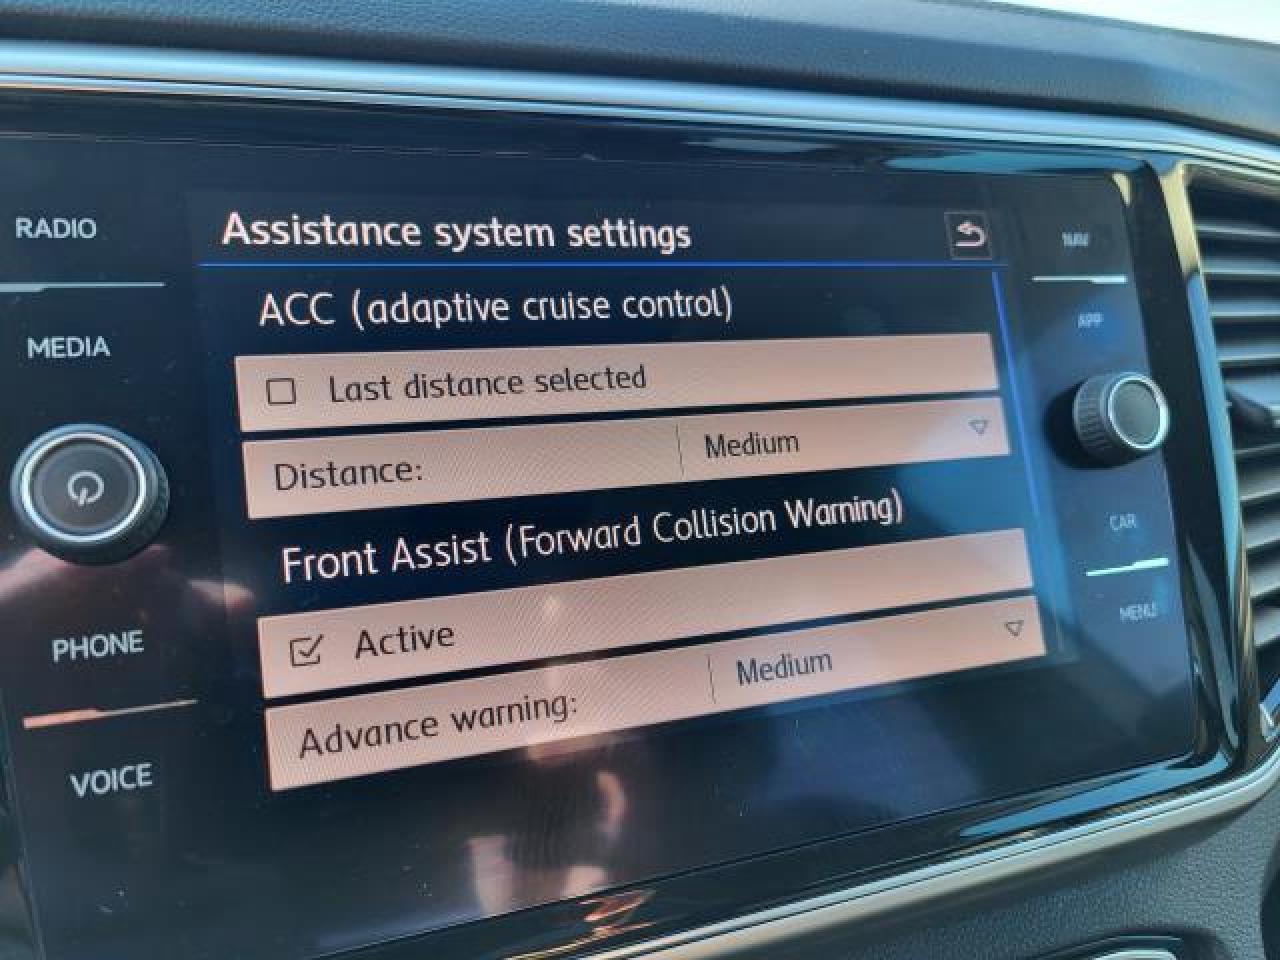 RADIO
MEDIA
PHONE
VOICE
Assistance system settings
ACC (adaptive cruise control)
Last distance selected
Distance: Medium
Front Assist (Forward Collision Warning)
Active
Advance warning: Medium
NAV
APP
CAR
MENU